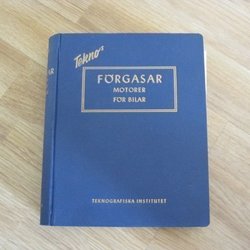 Tekno's
FÖRGASAR
MOTORER
FÖR BILAR
TEKNOGRAFISKA INSTITUTET